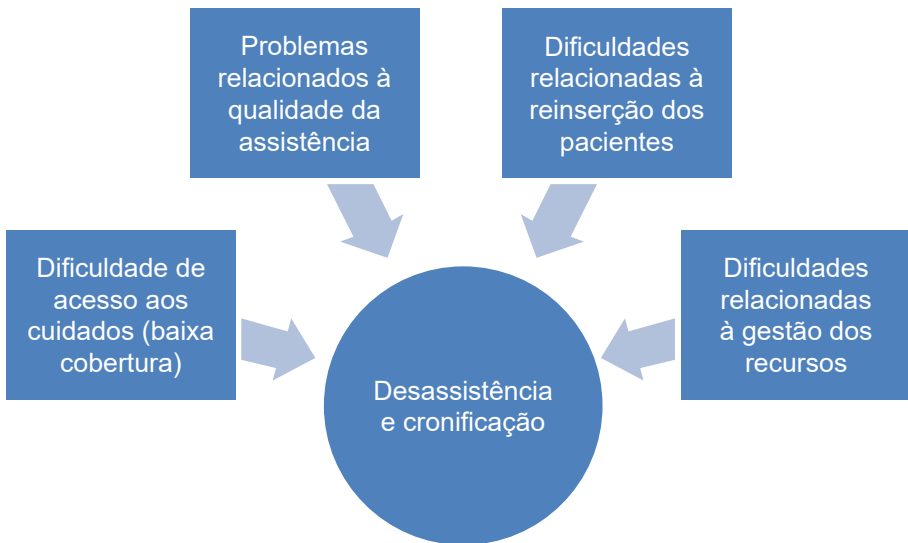 Problemas
relacionados à
qualidade da
assistência
Dificuldades
relacionadas à
reinserção dos
pacientes
Dificuldade de
acesso aos
cuidados (baixa
cobertura)
Dificuldades
relacionadas
à gestão dos
recursos
Desassistência
e cronificação